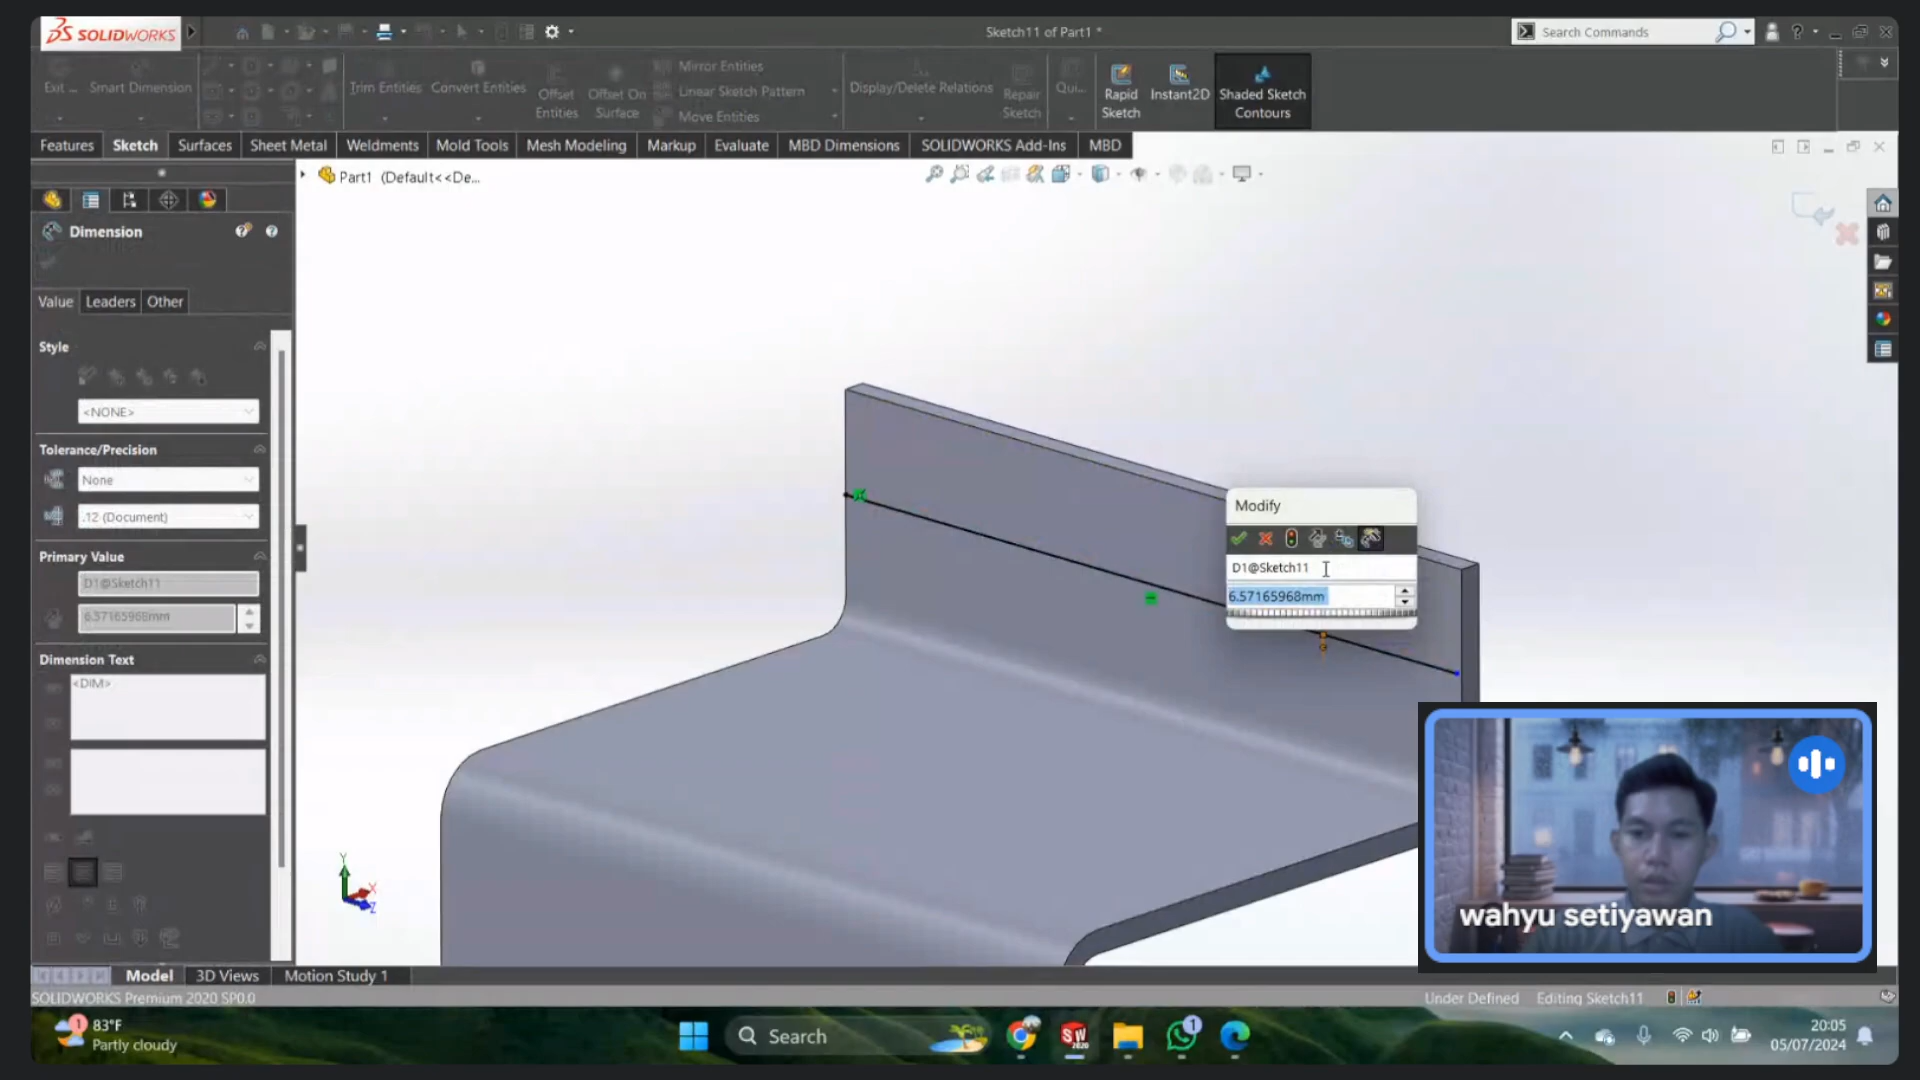 SOLIDWORKS
Sketch11 of Part1 *
Search Commands
?
Exit ...
Smart Dimension
Trim Entities
Convert Entities
Offset Entities
Offset On Surface
Mirror Entities
Linear Sketch Pattern
Move Entities
Display/Delete Relations
Repair Sketch
Qui...
Rapid Sketch
Instant2D
Shaded Sketch Contours
Features
Sketch
Surfaces
Sheet Metal
Weldments
Mold Tools
Mesh Modeling
Markup
Evaluate
MBD Dimensions
SOLIDWORKS Add-Ins
MBD
Part1 (Default<<De...
Dimension
Value
Leaders
Other
Style
<NONE>
Tolerance/Precision
None
.12 (Document)
Primary Value
D1@Sketch11
6.57165968mm
Dimension Text
<DIM>
Modify
D1@Sketch11
6.57165968mm
Y
X
Z
wahyu setiyawan
Model
3D Views
Motion Study 1
SOLIDWORKS Premium 2020 SP0.0
Under Defined
Editing Sketch11
1
83°F
Partly cloudy
Search
SW
2020
1
20:05
05/07/2024